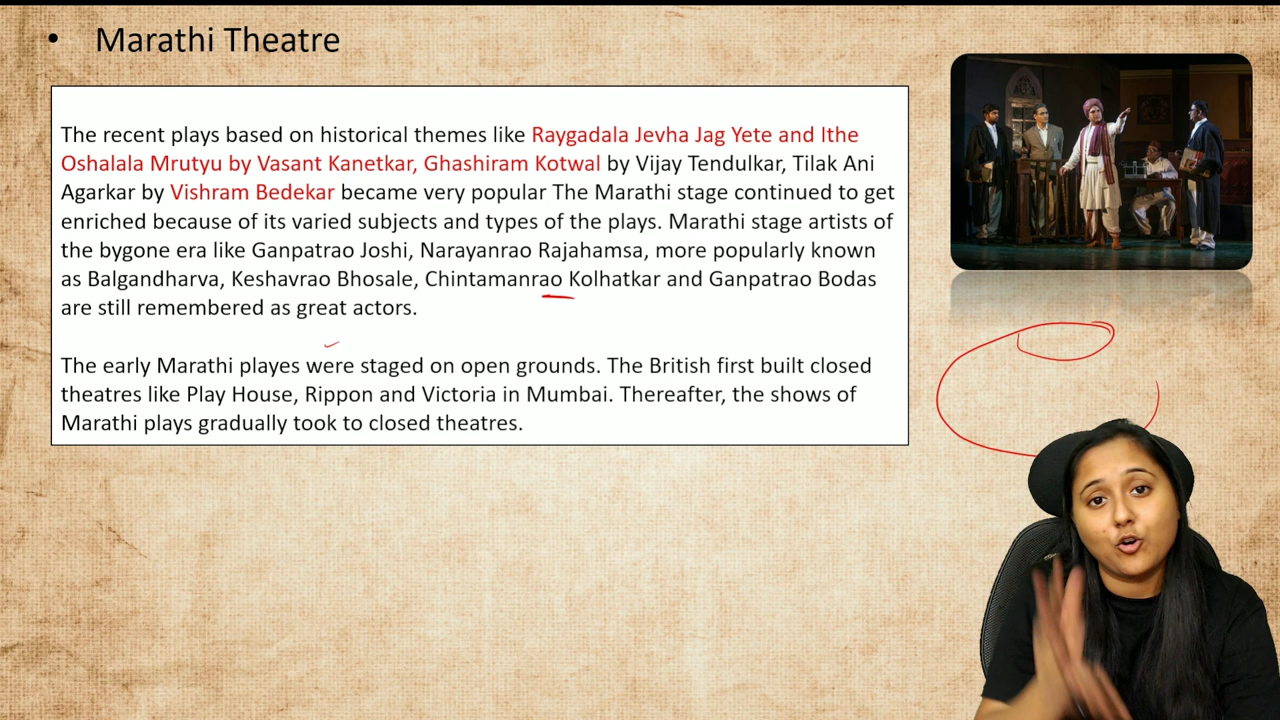 • Marathi Theatre
The recent plays based on historical themes like Raygadala Jevha Jag Yete and Ithe
Oshalala Mrutyu by Vasant Kanetkar, Ghashiram Kotwal by Vijay Tendulkar, Tilak Ani
Agarkar by Vishram Bedekar became very popular The Marathi stage continued to get
enriched because of its varied subjects and types of the plays. Marathi stage artists of
the bygone era like Ganpatrao Joshi, Narayanrao Rajahamsa, more popularly known
as Balgandharva, Keshavrao Bhosale, Chintamanrao Kolhatkar and Ganpatrao Bodas
are still remembered as great actors.
The early Marathi playes were staged on open grounds. The British first built closed
theatres like Play House, Rippon and Victoria in Mumbai. Thereafter, the shows of
Marathi plays gradually took to closed theatres.